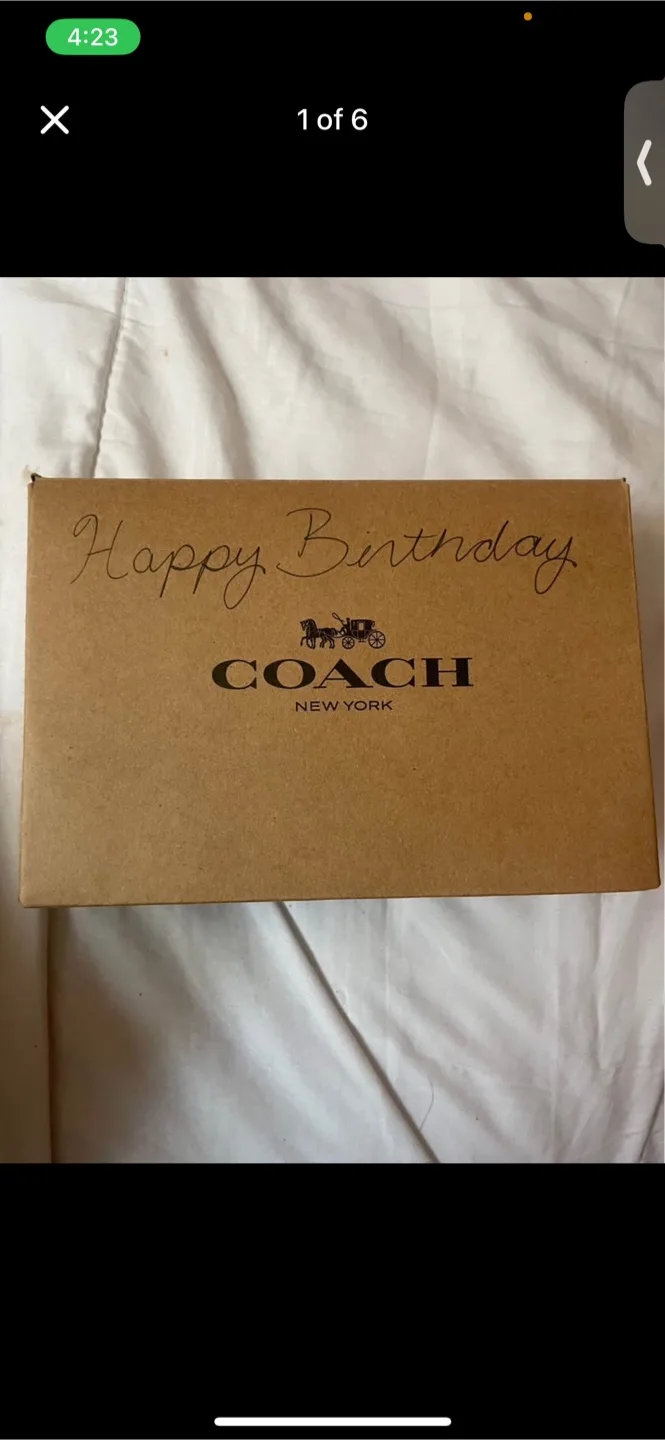 4:23
1 of 6
Happy Birthday
COACH
NEW YORK